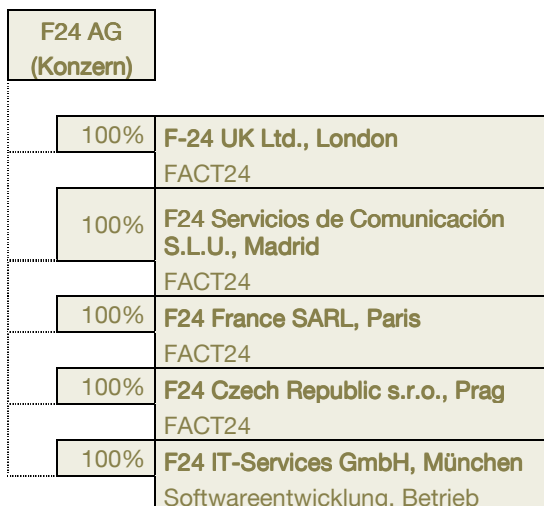 F24 AG
(Konzern)
100% F-24 UK Ltd., London
FACT24
100% F24 Servicios de Comunicación
S.L.U., Madrid
FACT24
100% F24 France SARL, Paris
FACT24
100% F24 Czech Republic s.r.o., Prag
FACT24
100% F24 IT-Services GmbH, München
Softwareentwicklung, Betrieb